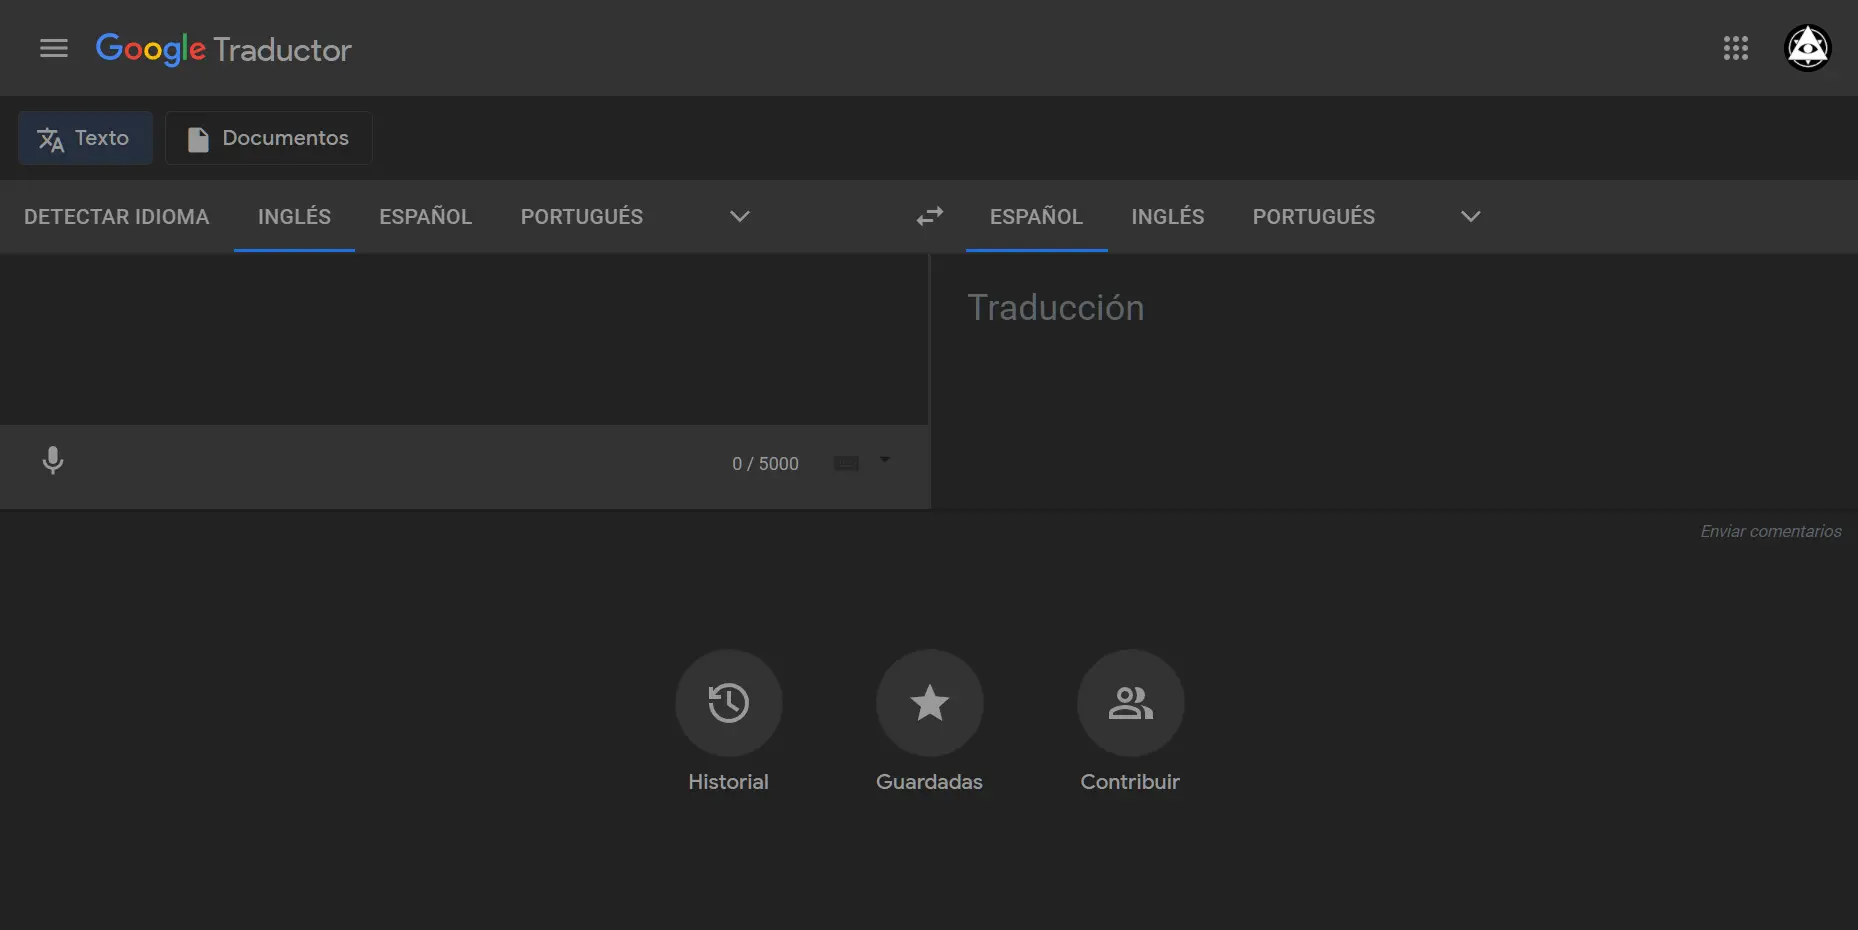 Google Traductor
Texto
Documentos
DETECTAR IDIOMA INGLÉS ESPAÑOL PORTUGUÉS
ESPAÑOL INGLÉS PORTUGUÉS
Traducción
0 / 5000
Enviar comentarios
Historial
Guardadas
Contribuir